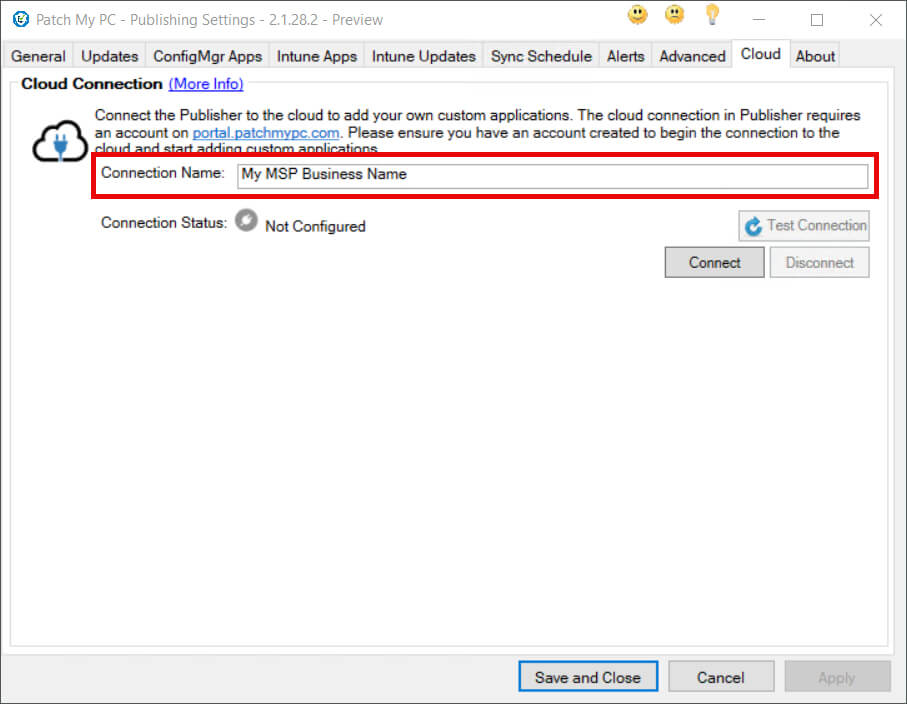 Patch My PC - Publishing Settings - 2.1.28.2 - Preview
General Updates ConfigMgr Apps Intune Apps Intune Updates Sync Schedule Alerts Advanced Cloud About
Cloud Connection (More Info)
Connect the Publisher to the cloud to add your own custom applications. The cloud connection in Publisher requires
an account on portal.patchmypc.com. Please ensure you have an account created to begin the connection to the
cloud and start adding custom applications.
Connection Name: My MSP Business Name
Connection Status: Not Configured Test Connection
Connect Disconnect
Save and Close Cancel Apply